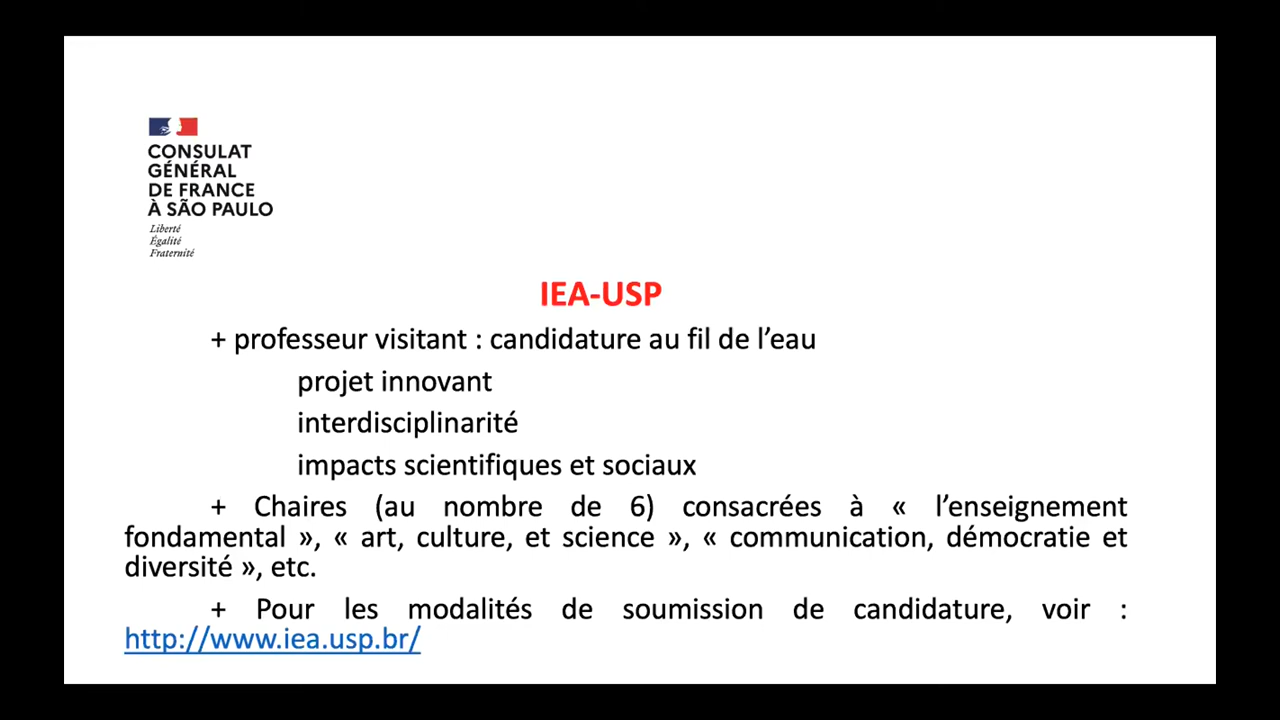 CONSULAT
GÉNÉRAL
DE FRANCE
À SÃO PAULO
Liberté
Égalité
Fraternité
IEA-USP
+ professeur visitant : candidature au fil de l’eau
projet innovant
interdisciplinarité
impacts scientifiques et sociaux
+ Chaires (au nombre de 6) consacrées à « l’enseignement
fondamental », « art, culture, et science », « communication, démocratie et
diversité », etc.
+ Pour les modalités de soumission de candidature, voir :
http://www.iea.usp.br/